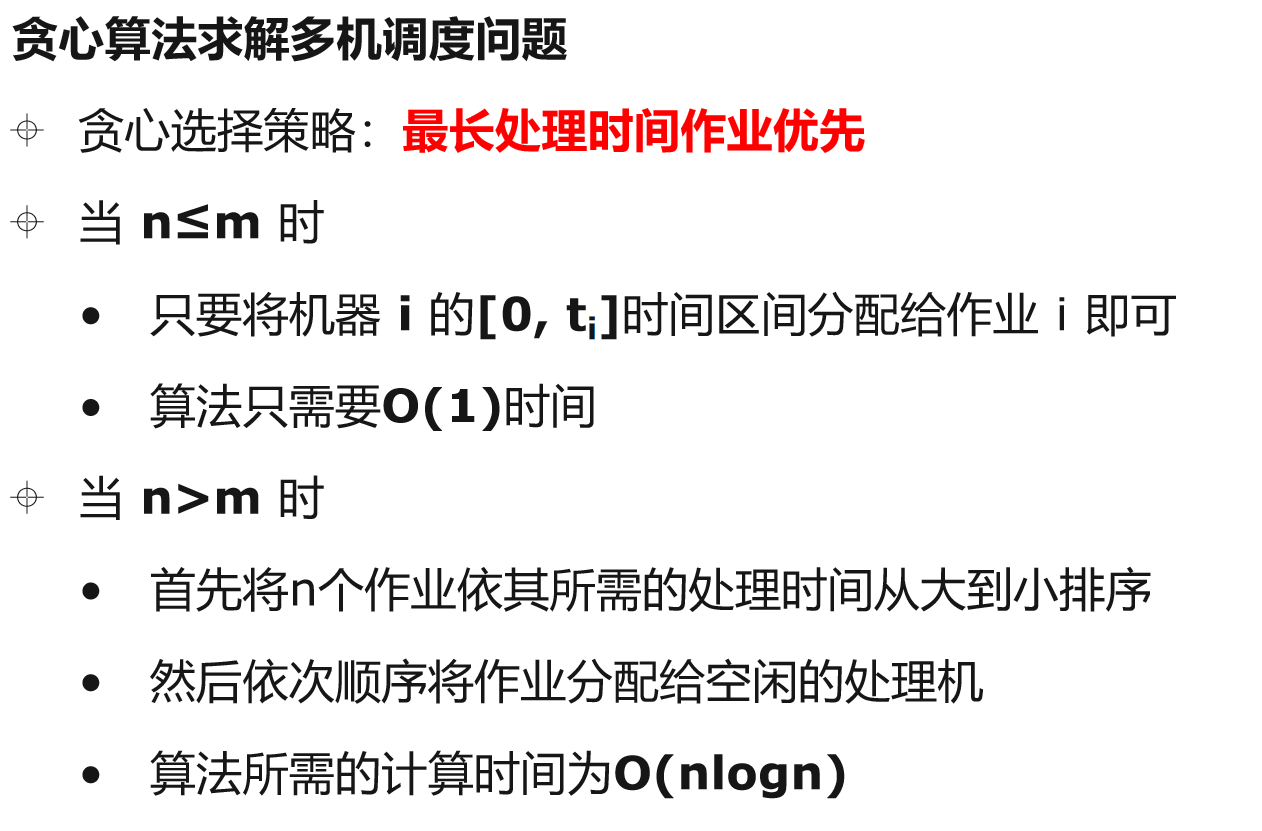 贪心算法求解多机调度问题
贪心选择策略：最长处理时间作业优先
当 n≤m 时
只要将机器 i 的[0, tᵢ]时间区间分配给作业 i 即可
算法只需要O(1)时间
当 n>m 时
首先将n个作业依其所需的处理时间从大到小排序
然后依次顺序将作业分配给空闲的处理机
算法所需的计算时间为O(nlogn)